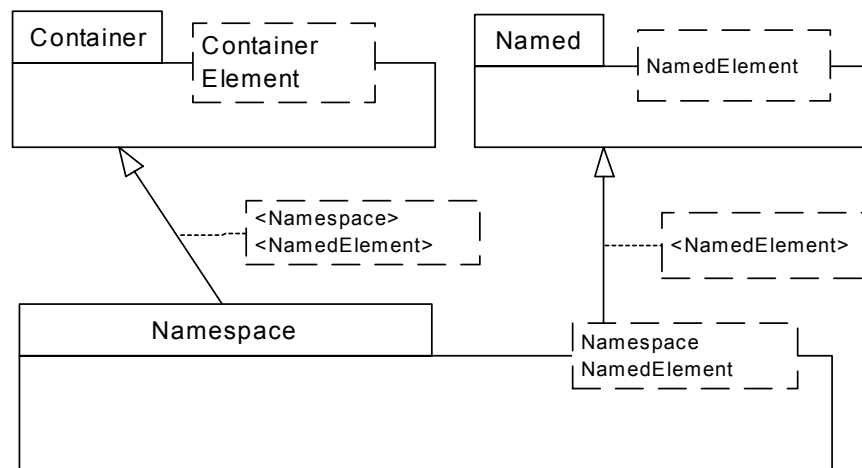 Container
Container
Element
Named
NamedElement
<Namespace>
<NamedElement>
<NamedElement>
Namespace
Namespace
NamedElement